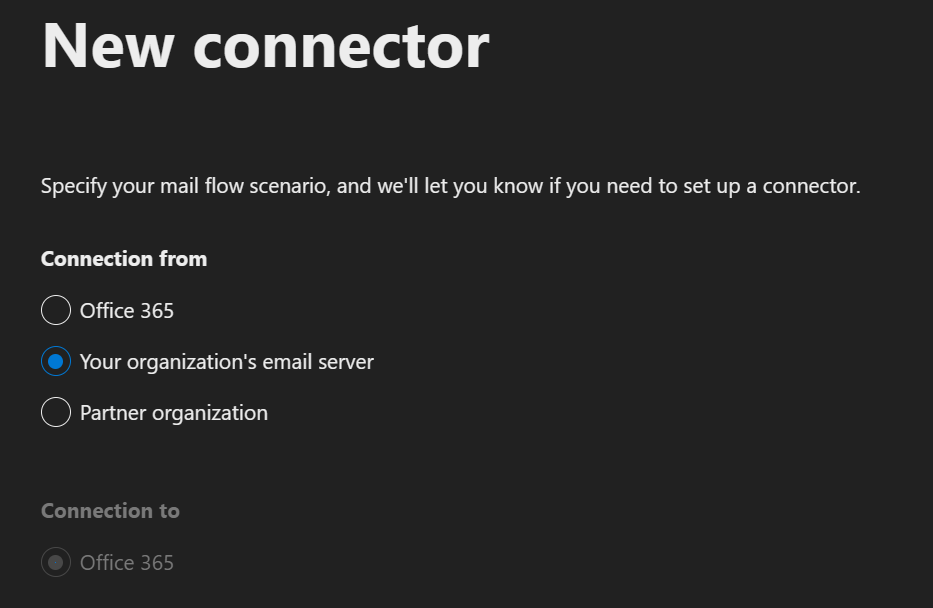 New connector
Specify your mail flow scenario, and we'll let you know if you need to set up a connector.
Connection from
Office 365
Your organization's email server
Partner organization
Connection to
Office 365